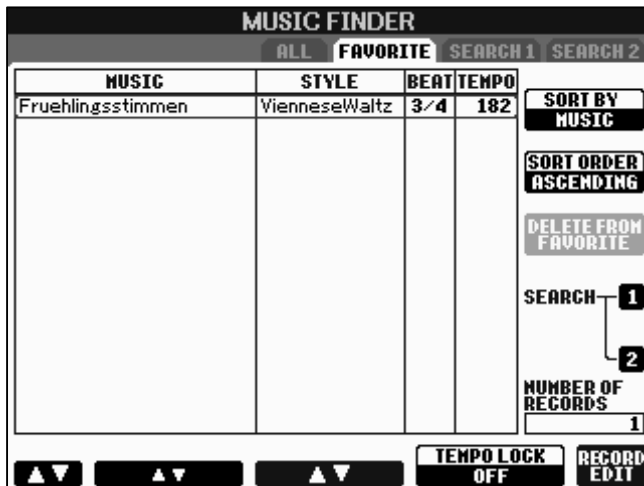 MUSIC FINDER
ALL FAVORITE SEARCH 1 SEARCH 2
MUSIC STYLE BEAT TEMPO
Fruehlingsstimmen VienneseWaltz 3/4 182
SORT BY
MUSIC
SORT ORDER
ASCENDING
DELETE FROM
FAVORITE
SEARCH 1
2
NUMBER OF
RECORDS
1
TEMPO LOCK
OFF
RECORD
EDIT